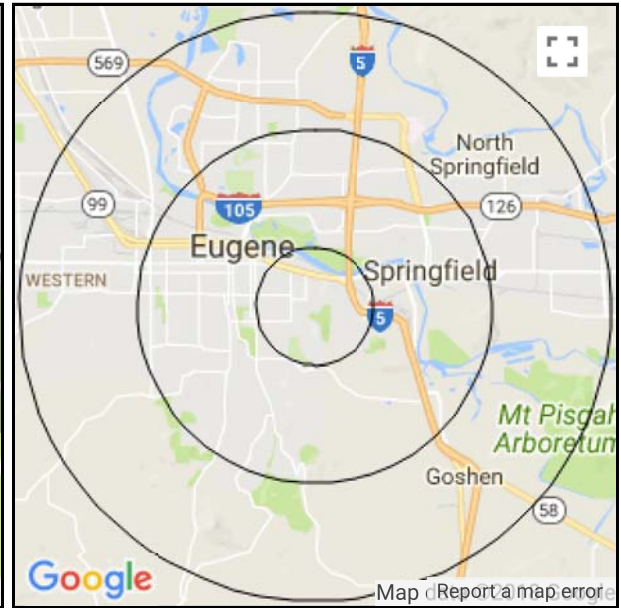 569
5
North
Springfield
99
105
126
Eugene
Springfield
WESTERN
5
Mt Pisgah
Arboretum
Goshen
58
Google
Map
Report a map error